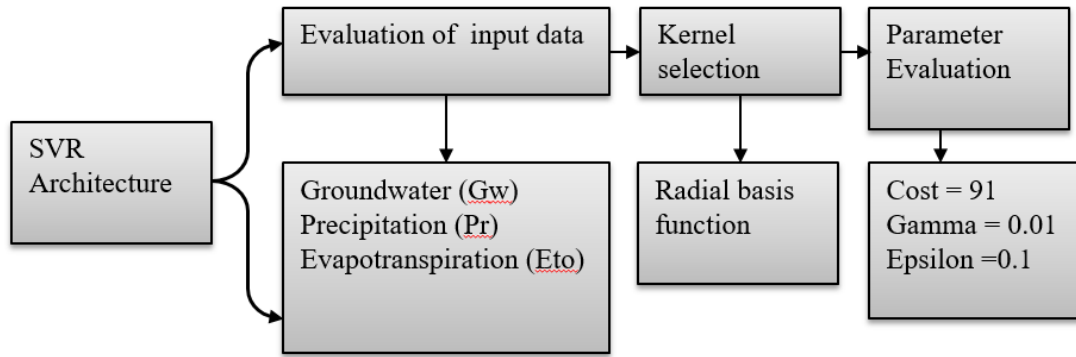 SVR
Architecture
Evaluation of input data
Kernel
selection
Parameter
Evaluation
Groundwater (Gw)
Precipitation (Pr)
Evapotranspiration (Eto)
Radial basis
function
Cost = 91
Gamma = 0.01
Epsilon =0.1